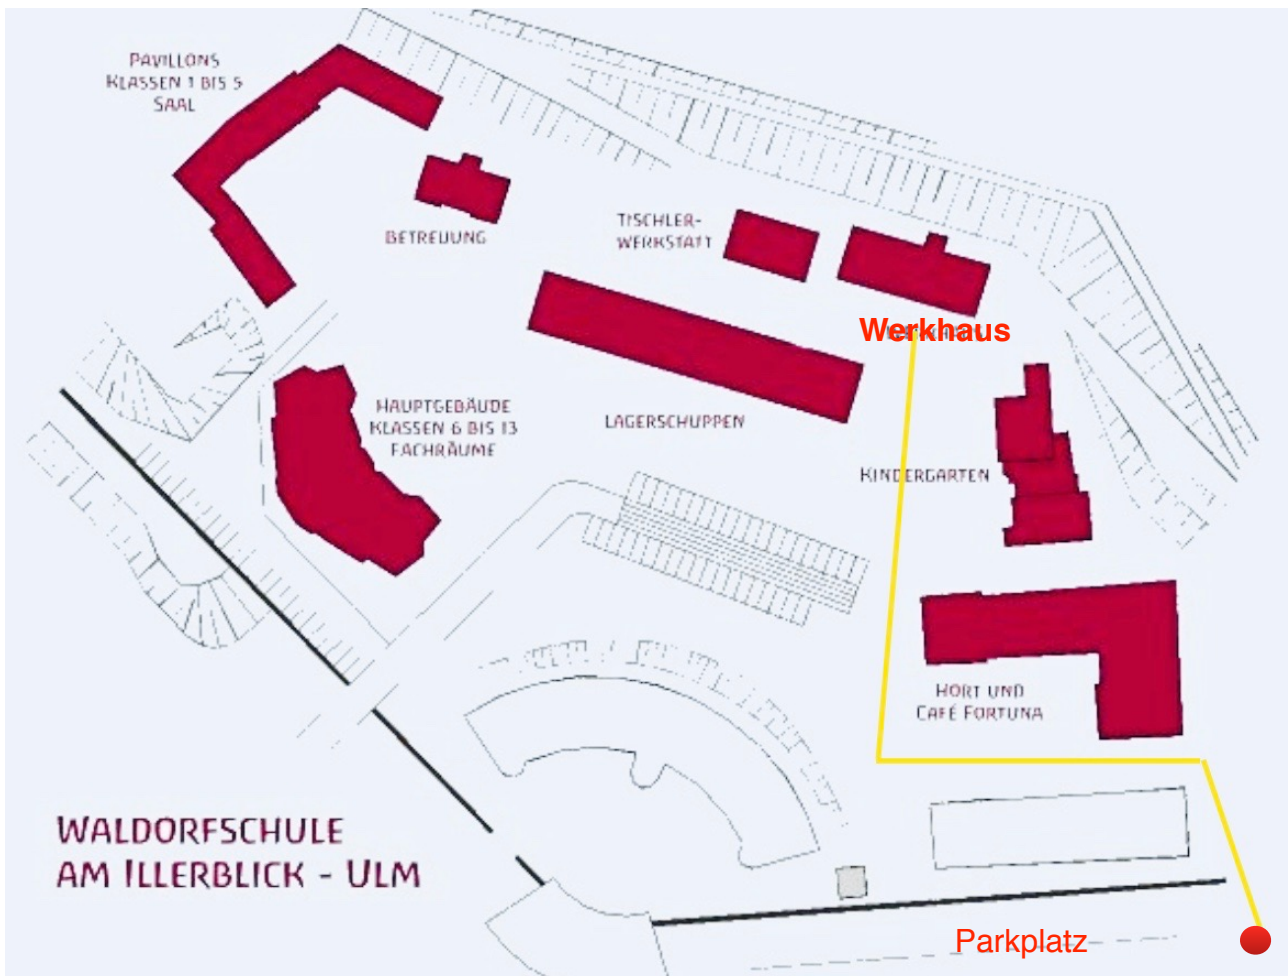 PAVILLONS
KLASSEN 1 BIS 5
SAAL
BETREUUNG
TISCHLER-
WERKSTATT
Werkhaus
HAUPTGEBÄUDE
KLASSEN 6 BIS 13
FACHRÄUME
LAGERSCHUPPEN
KINDERGARTEN
HORT UND
CAFÉ FORTUNA
WALDORFSCHULE
AM ILLERBLICK - ULM
Parkplatz